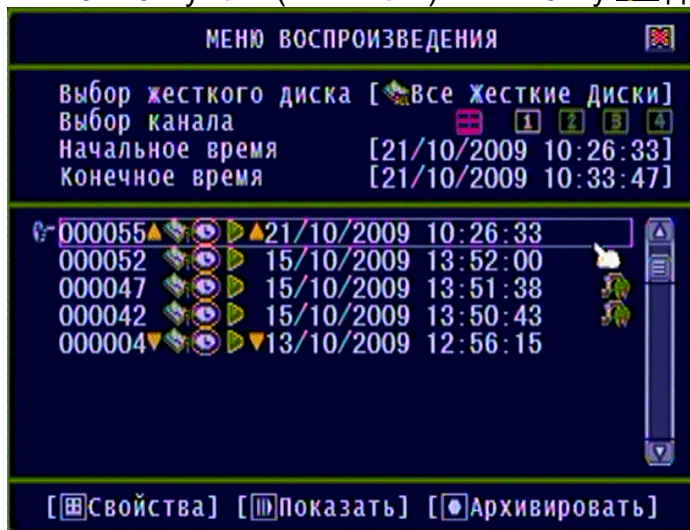 МЕНЮ ВОСПРОИЗВЕДЕНИЯ
Выбор жесткого диска [Все Жесткие Диски]
Выбор канала 1 2 3 4
Начальное время [21/10/2009 10:26:33]
Конечное время [21/10/2009 10:33:47]
000055 21/10/2009 10:26:33
000052 15/10/2009 13:52:00
000047 15/10/2009 13:51:38
000042 15/10/2009 13:50:43
000004 13/10/2009 12:56:15
[Свойства] [Показать] [Архивировать]